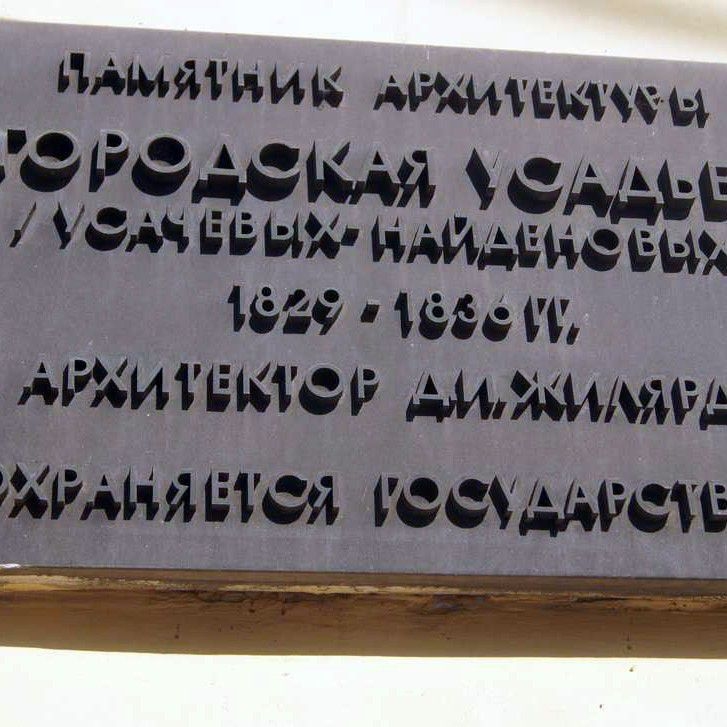 ПАМЯТНИК АРХИТЕКТУРЫ
ГОРОДСКАЯ УСАДЬБ
/УСАЧЕВЫХ-НАЙДЕНОВЫХ
1829 - 1836 ГГ.
АРХИТЕКТОР Д.И.ЖИЛЯРД
ОХРАНЯЕТСЯ ГОСУДАРСТВ